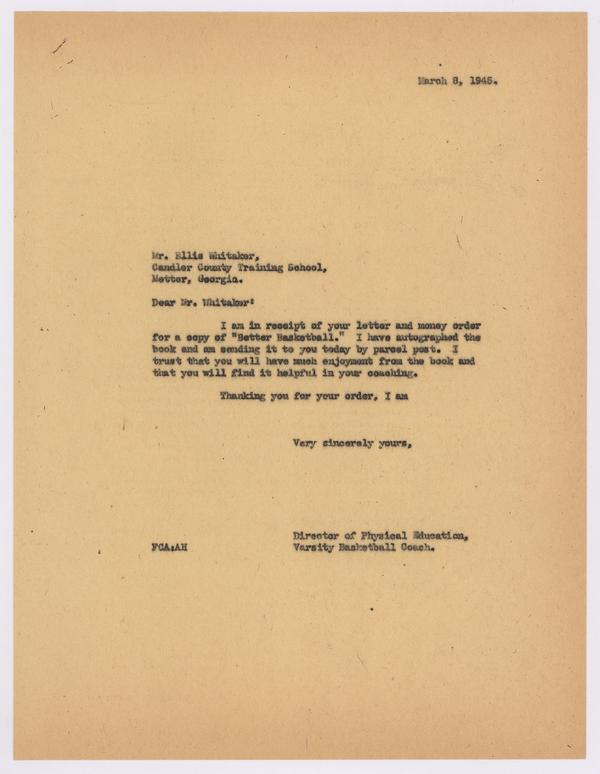 March 8, 1945.
Mr. Ellis Whitaker,
Candler County Training School,
Metter, Georgia.
Dear Mr. Whitaker:
I am in receipt of your letter and money order
for a copy of "Better Basketball." I have autographed the
book and am sending it to you today by parcel post. I
trust that you will have much enjoyment from the book and
that you will find it helpful in your coaching.
Thanking you for your order, I am
Very sincerely yours,
Director of Physical Education,
FCA:AH Varsity Basketball Coach.